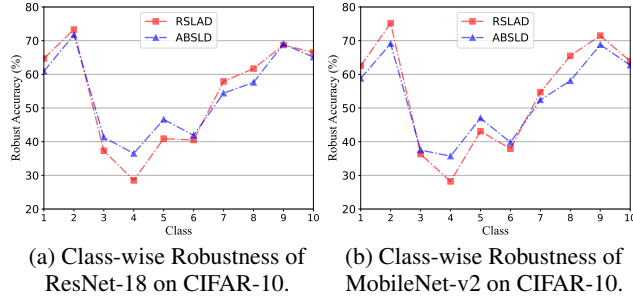 80
70
60
50
40
30
20
Robust Accuracy (%)
RSLAD
ABSLD
1 2 3 4 5 6 7 8 9 10
Class
80
70
60
50
40
30
20
Robust Accuracy (%)
RSLAD
ABSLD
1 2 3 4 5 6 7 8 9 10
Class
(a) Class-wise Robustness of
ResNet-18 on CIFAR-10.
(b) Class-wise Robustness of
MobileNet-v2 on CIFAR-10.